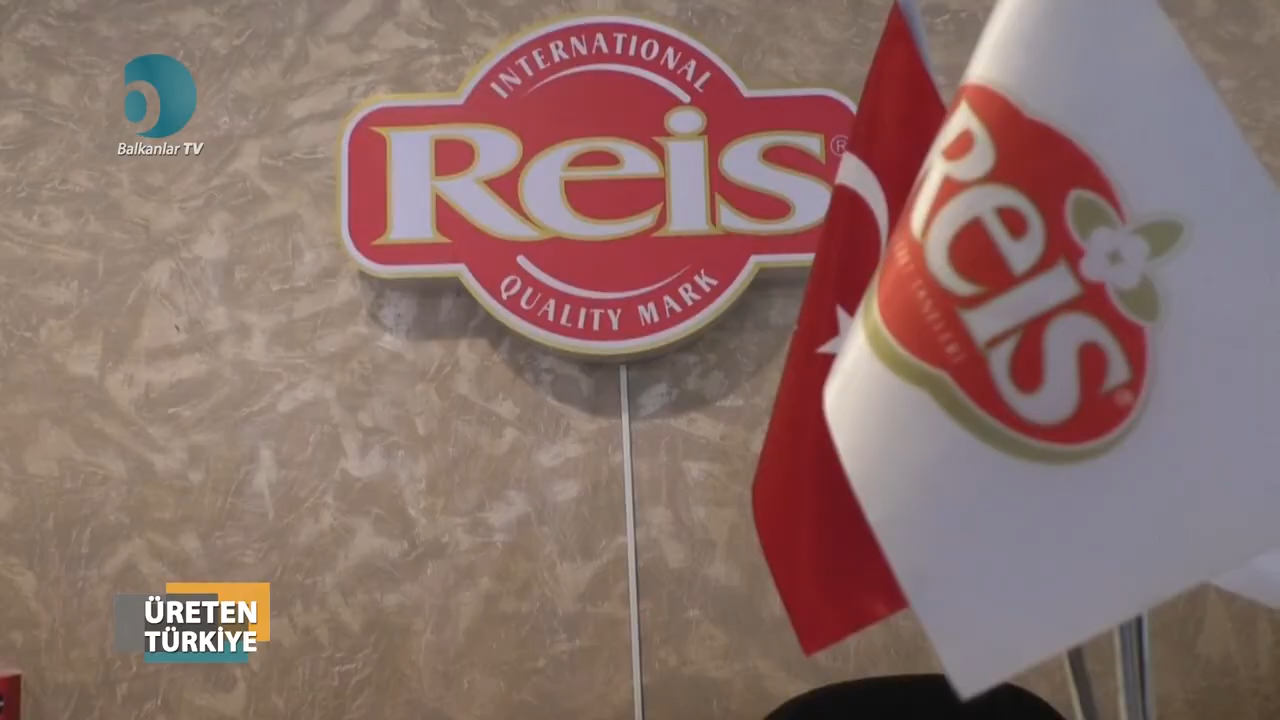 Balkanlar TV
INTERNATIONAL
Reis®
QUALITY MARK
Reis
ÜRETEN
TÜRKİYE